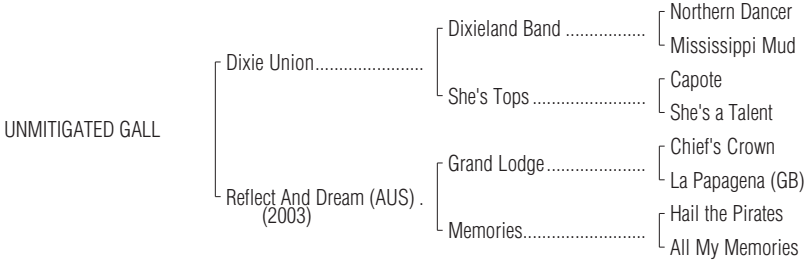 Northern Dancer
Dixieland Band .................
Mississippi Mud
Dixie Union.......................
Capote
She's Tops ........................
She's a Talent
UNMITIGATED GALL
Chief's Crown
Grand Lodge.....................
La Papagena (GB)
Reflect And Dream (AUS) .
(2003)
Hail the Pirates
Memories..........................
All My Memories